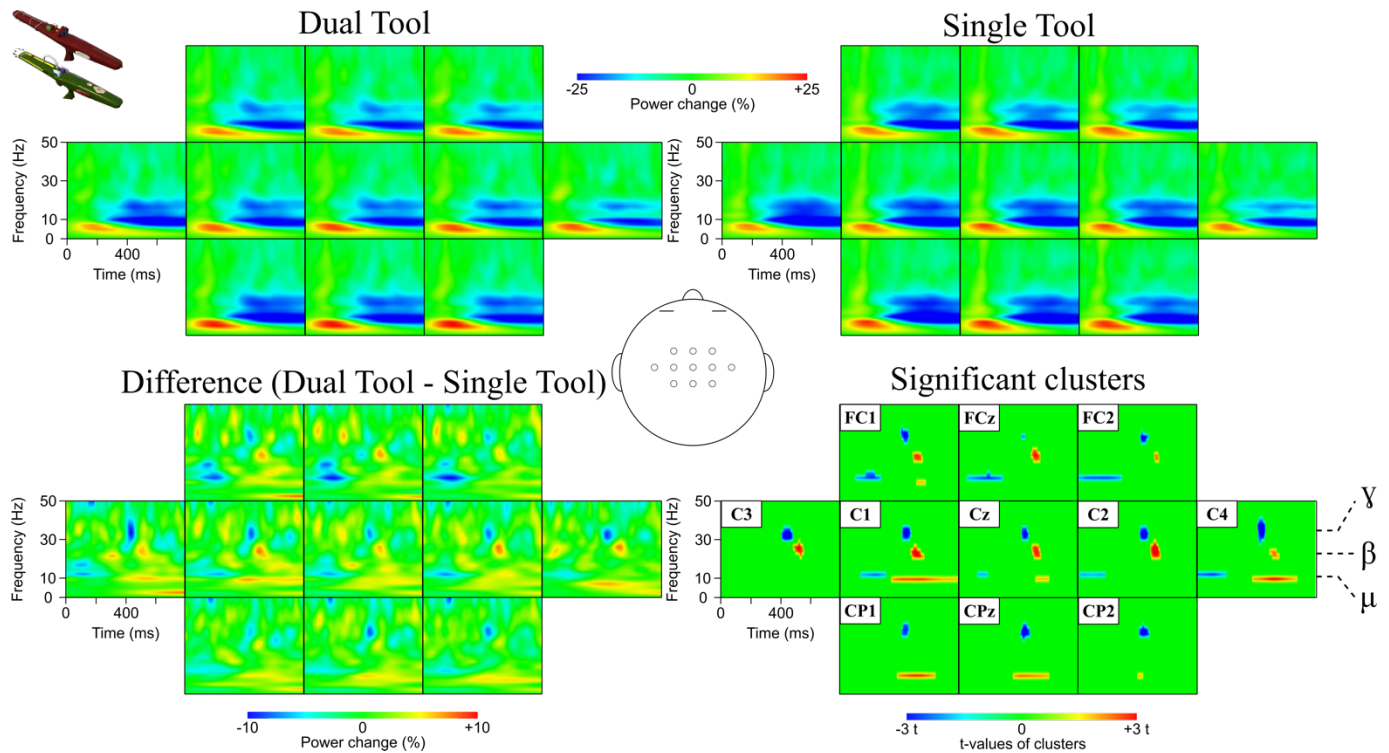 Dual Tool
Single Tool
-25 0 +25
Power change (%)
Frequency (Hz)
50
30
10
0
0 400
Time (ms)
Frequency (Hz)
50
30
10
0
0 400
Time (ms)
Difference (Dual Tool - Single Tool)
Significant clusters
FC1 FCz FC2
Frequency (Hz)
50
30
10
0
0 400
Time (ms)
Frequency (Hz)
50
30
10
0
C3 C1 Cz C2 C4
Ɣ
β
μ
0 400
Time (ms)
CP1 CPz CP2
-10 0 +10
Power change (%)
-3 t 0 +3 t
t-values of clusters